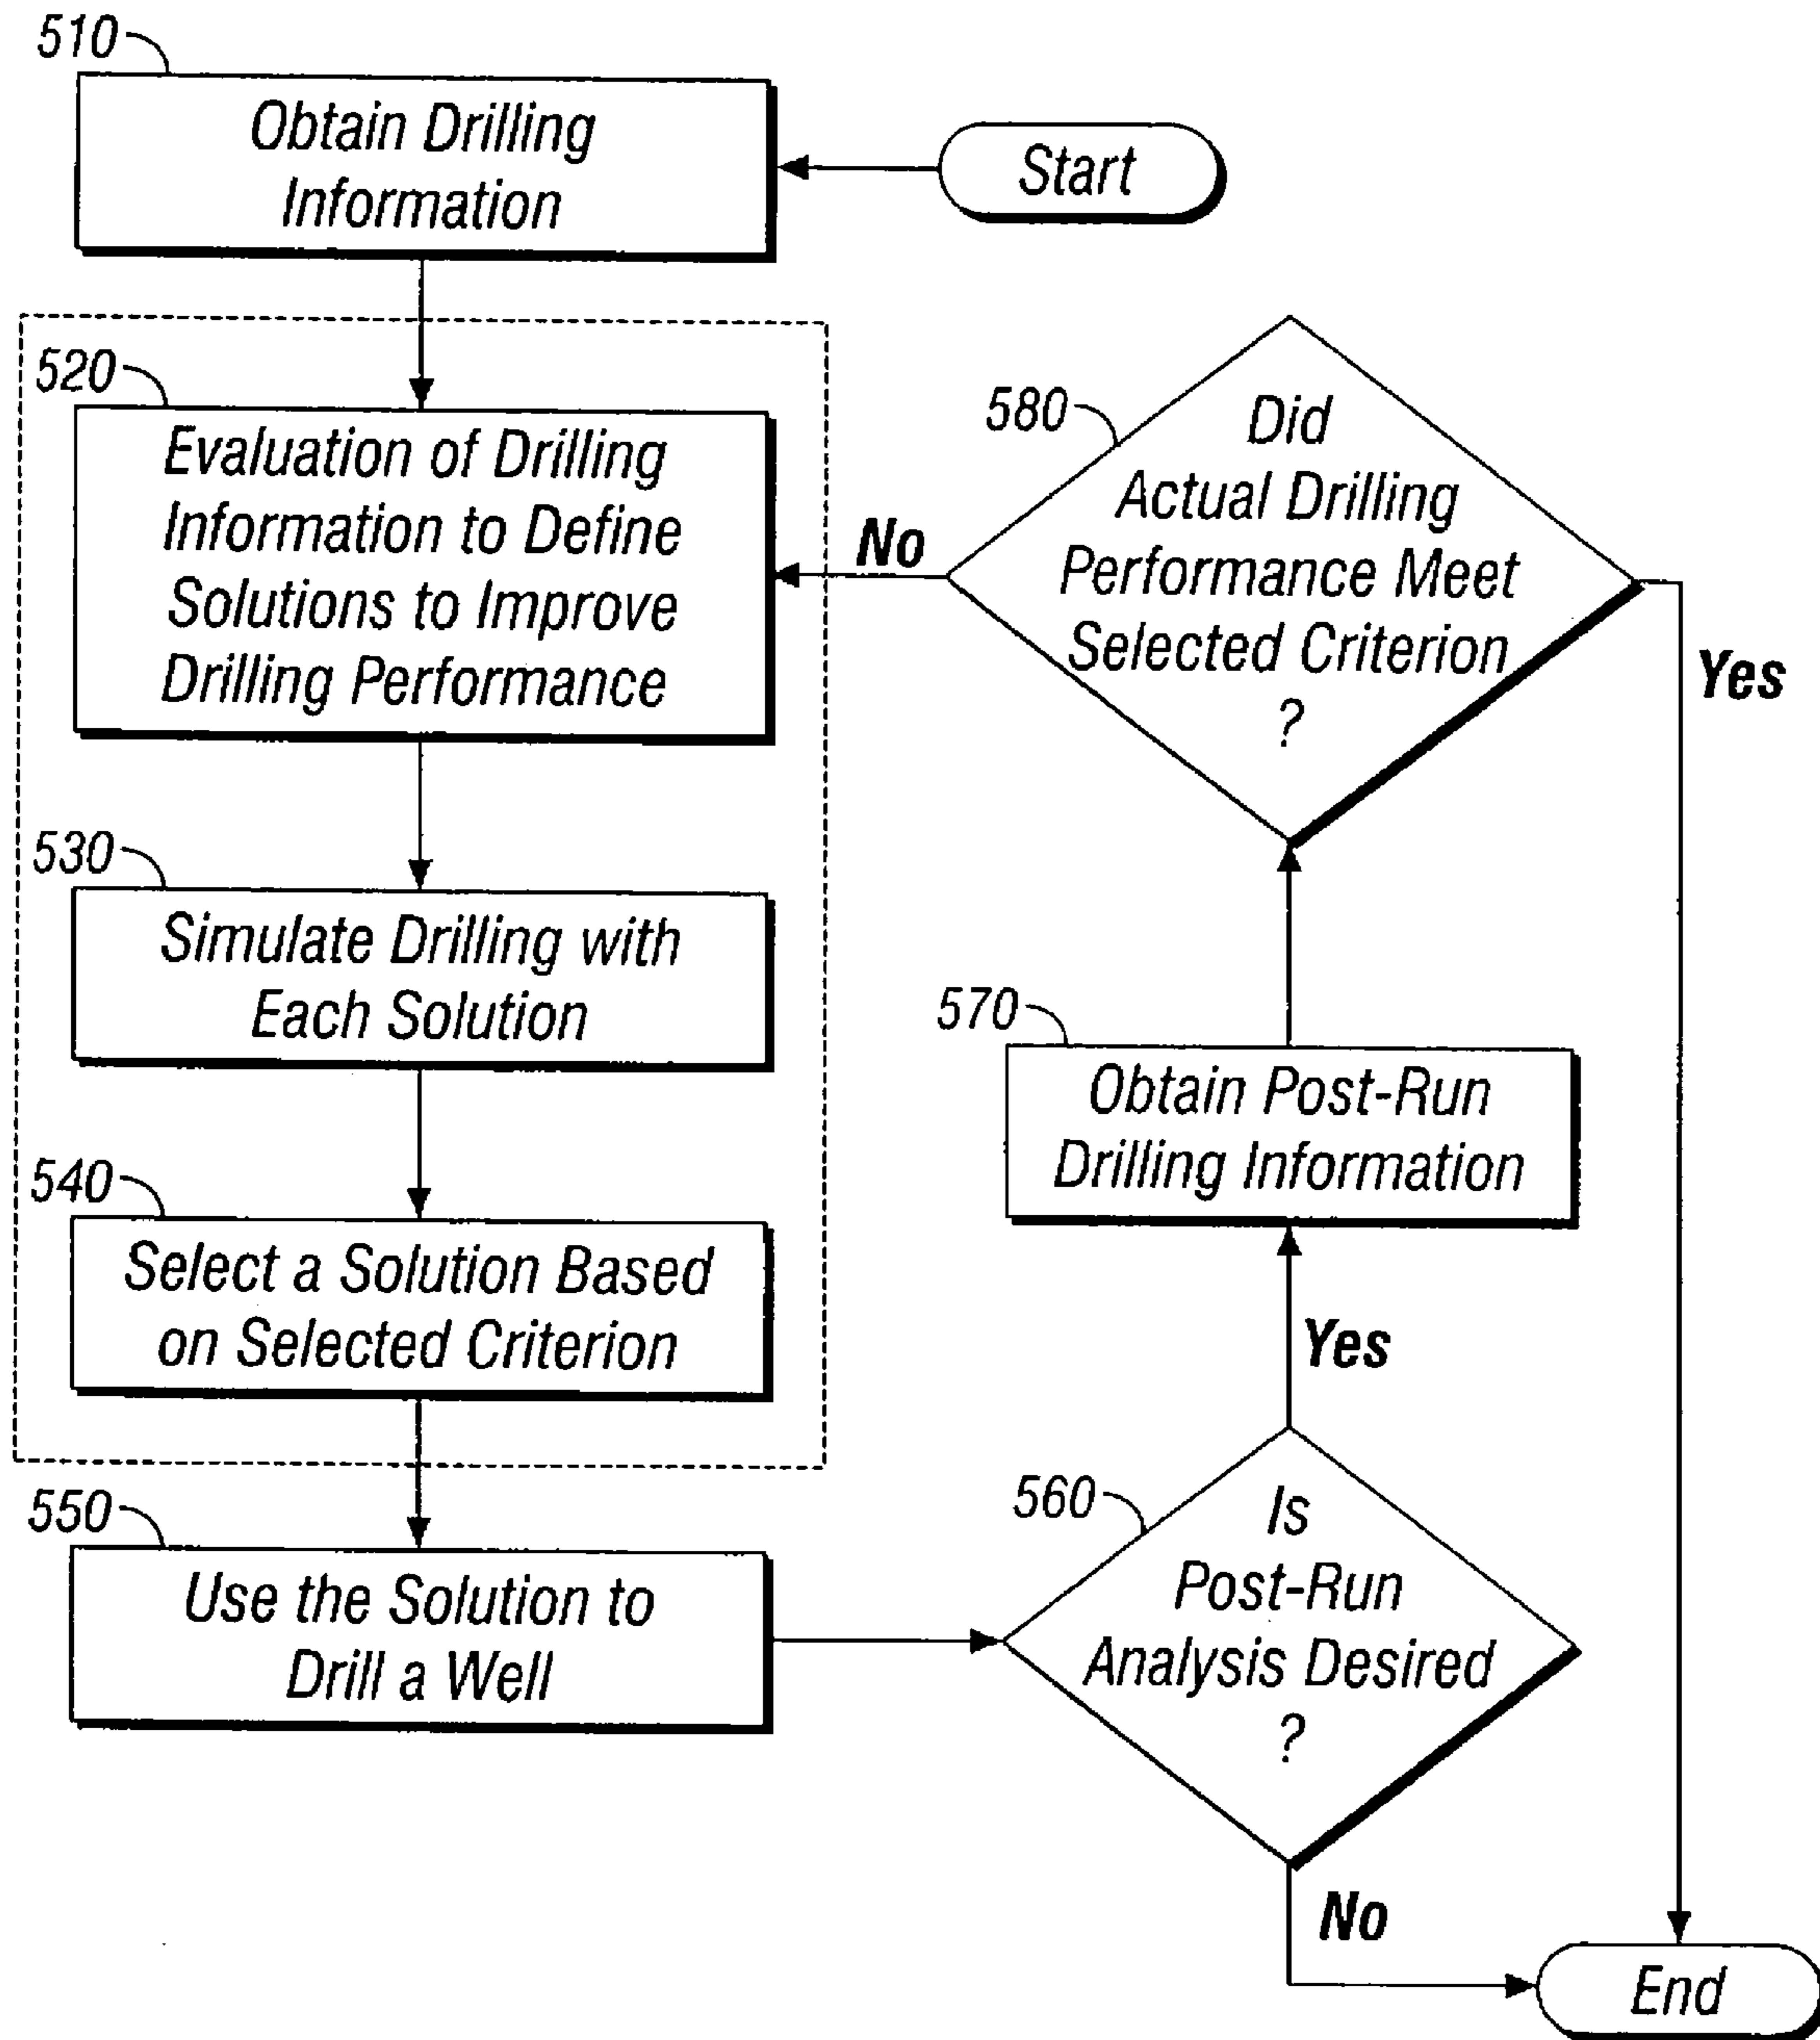 510
Obtain Drilling
Information
Start
520
Evaluation of Drilling
Information to Define
Solutions to Improve
Drilling Performance
530
Simulate Drilling with
Each Solution
540
Select a Solution Based
on Selected Criterion
550
Use the Solution to
Drill a Well
560
Is
Post-Run
Analysis Desired
?
Yes
No
570
Obtain Post-Run
Drilling Information
580
Did
Actual Drilling
Performance Meet
Selected Criterion
?
No
Yes
End